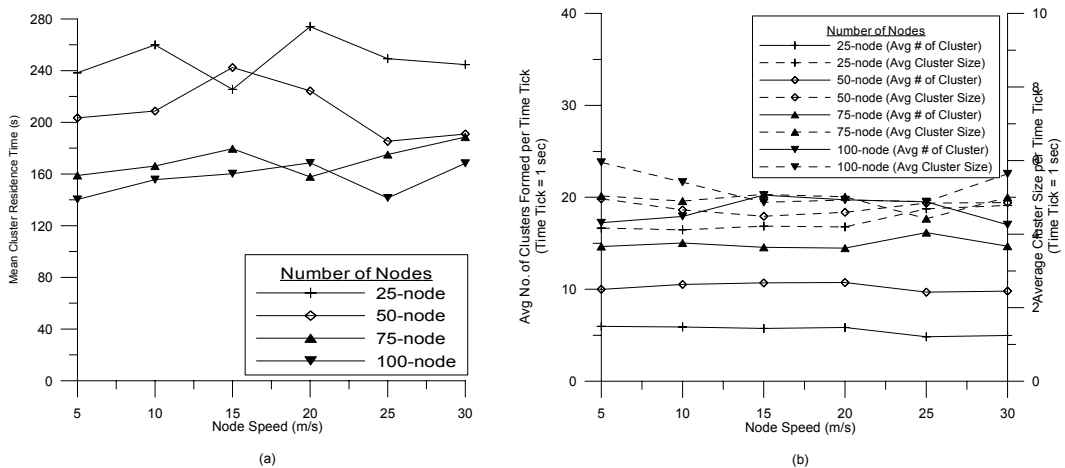 280
240
200
160
120
80
40
0
Mean Cluster Residence Time (s)
5 10 15 20 25 30
Node Speed (m/s)
Number of Nodes
25-node
50-node
75-node
100-node
(a)
40
30
20
10
0
Avg No. of Clusters Formed per Time Tick
(Time Tick = 1 sec)
5 10 15 20 25 30
Node Speed (m/s)
Number of Nodes
25-node (Avg # of Cluster)
25-node (Avg Cluster Size)
50-node (Avg # of Cluster)
50-node (Avg Cluster Size)
75-node (Avg # of Cluster)
75-node (Avg Cluster Size)
100-node (Avg # of Cluster)
100-node (Avg Cluster Size)
10
8
6
4
2
0
Average Cluster Size per Time Tick
(Time Tick = 1 sec)
(b)